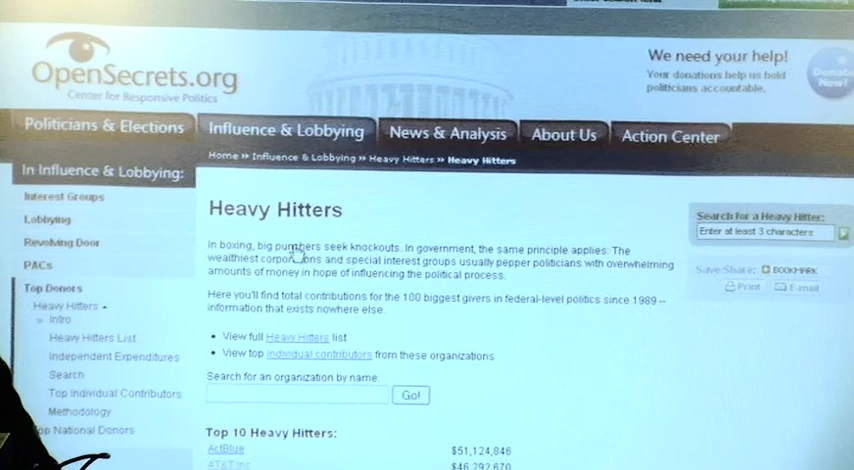 OpenSecrets.org
Center for Responsive Politics
We need your help!
Your donations help us hold
politicians accountable.
Donate
Now!
Politicians & Elections
Influence & Lobbying
News & Analysis
About Us
Action Center
Home » Influence & Lobbying » Heavy Hitters » Heavy Hitters
In Influence & Lobbying:
Interest Groups
Lobbying
Revolving Door
PACs
Top Donors
Heavy Hitters
Intro
Heavy Hitters List
Independent Expenditures
Search
Top Individual Contributors
Methodology
Top National Donors
Heavy Hitters
In boxing, big punchers seek knockouts. In government, the same principle applies: The
wealthiest corporations and special interest groups usually pepper politicians with overwhelming
amounts of money in hope of influencing the political process.
Here you'll find total contributions for the 100 biggest givers in federal-level politics since 1989 --
information that exists nowhere else.
• View full Heavy Hitters list
• View top individual contributors from these organizations
Search for an organization by name:
Go!
Top 10 Heavy Hitters:
ActBlue $51,124,846
AT&T Inc $46,292,670
Search for a Heavy Hitter:
Enter at least 3 characters
Save Share: BOOKMARK
Print E-mail